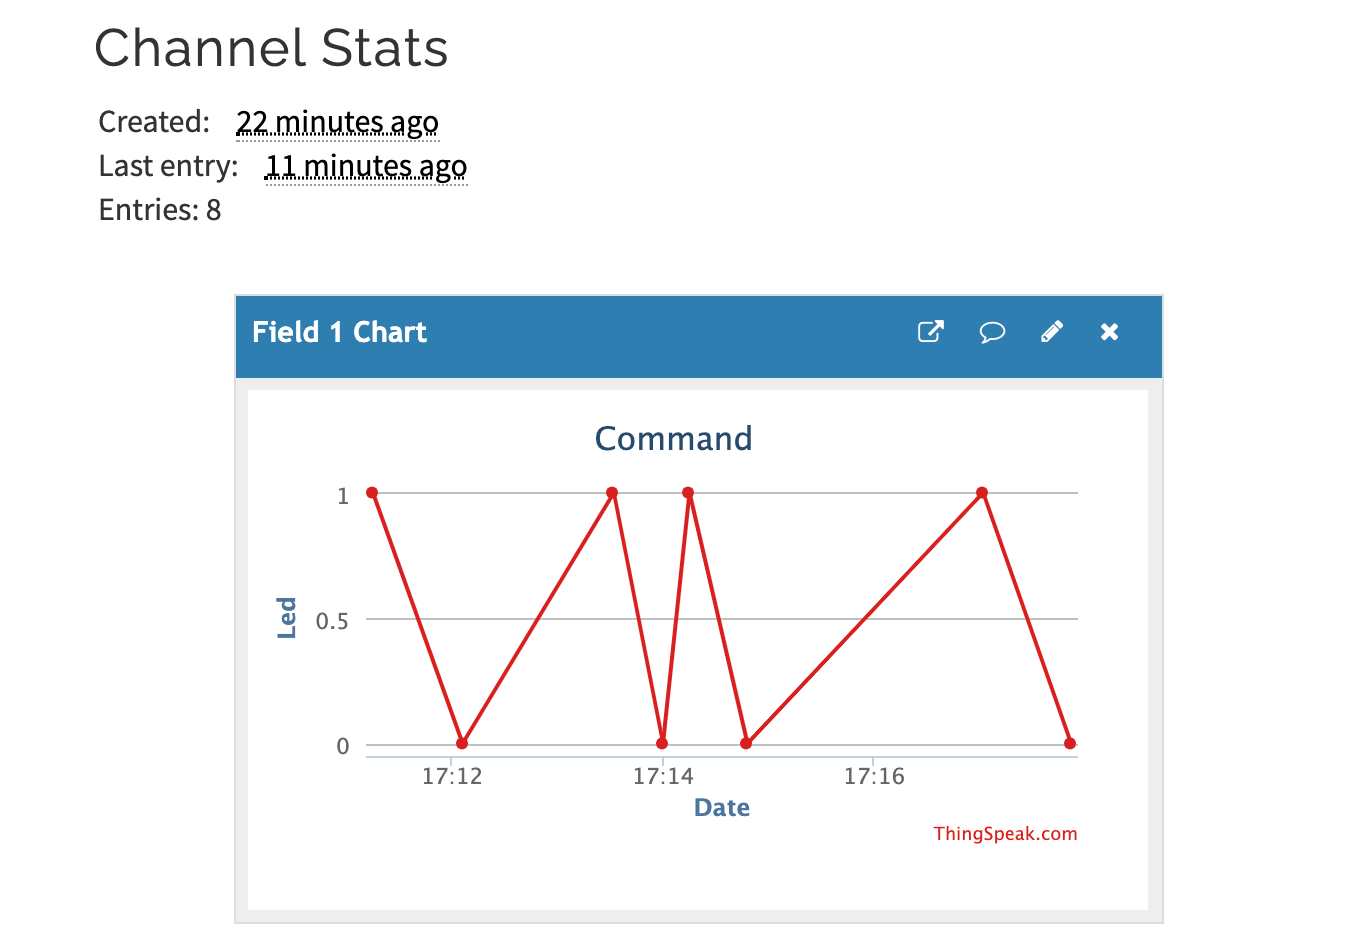 Channel Stats
Created: 22 minutes ago
Last entry: 11 minutes ago
Entries: 8
Field 1 Chart
Command
1
0.5
0
Led
17:12 17:14 17:16
Date
ThingSpeak.com